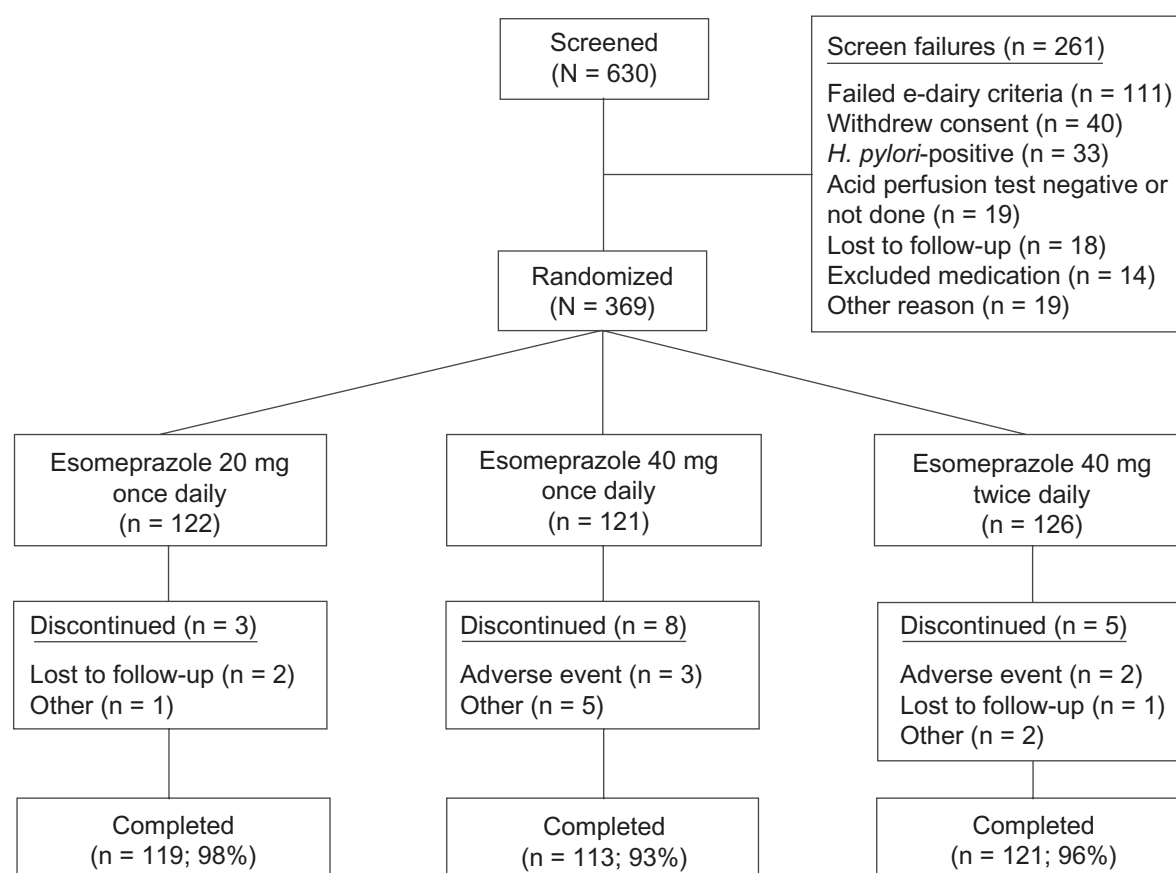 Screened
(N = 630)
Screen failures (n = 261)
Failed e-dairy criteria (n = 111)
Withdrew consent (n = 40)
H. pylori-positive (n = 33)
Acid perfusion test negative or
not done (n = 19)
Lost to follow-up (n = 18)
Excluded medication (n = 14)
Other reason (n = 19)
Randomized
(N = 369)
Esomeprazole 20 mg
once daily
(n = 122)
Esomeprazole 40 mg
once daily
(n = 121)
Esomeprazole 40 mg
twice daily
(n = 126)
Discontinued (n = 3)
Lost to follow-up (n = 2)
Other (n = 1)
Discontinued (n = 8)
Adverse event (n = 3)
Other (n = 5)
Discontinued (n = 5)
Adverse event (n = 2)
Lost to follow-up (n = 1)
Other (n = 2)
Completed
(n = 119; 98%)
Completed
(n = 113; 93%)
Completed
(n = 121; 96%)